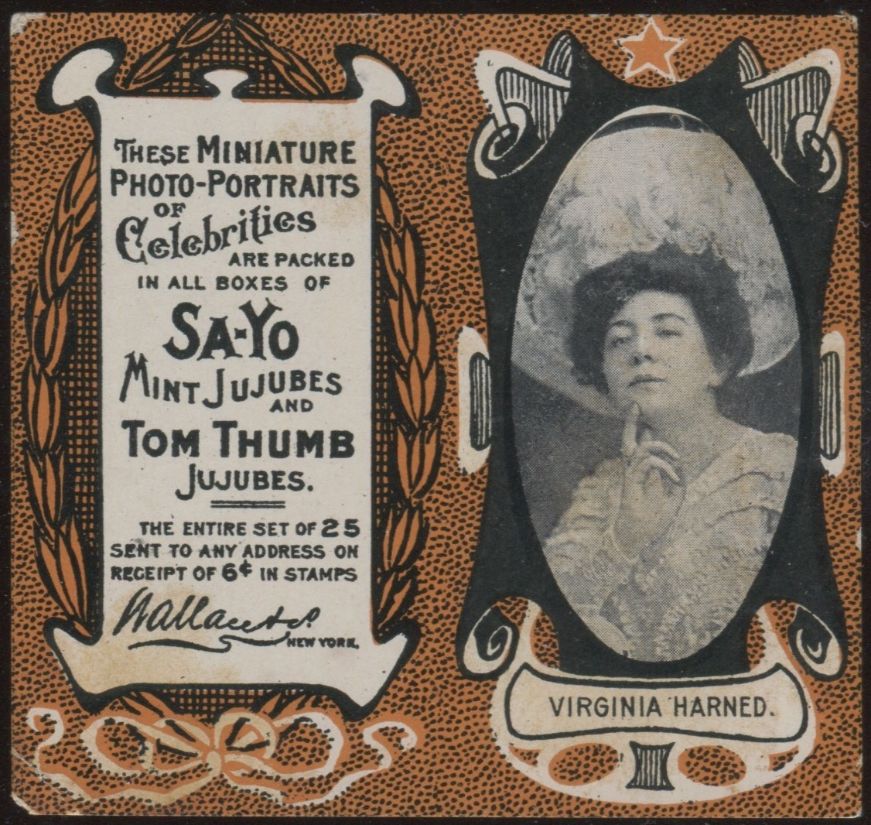 THESE MINIATURE
PHOTO-PORTRAITS
OF
Celebrities
ARE PACKED
IN ALL BOXES OF
SA-YO
MINT JUJUBES
AND
TOM THUMB
JUJUBES.
THE ENTIRE SET OF 25
SENT TO ANY ADDRESS ON
RECEIPT OF 6¢ IN STAMPS
Wallace & Co
NEW YORK.
VIRGINIA HARNED.